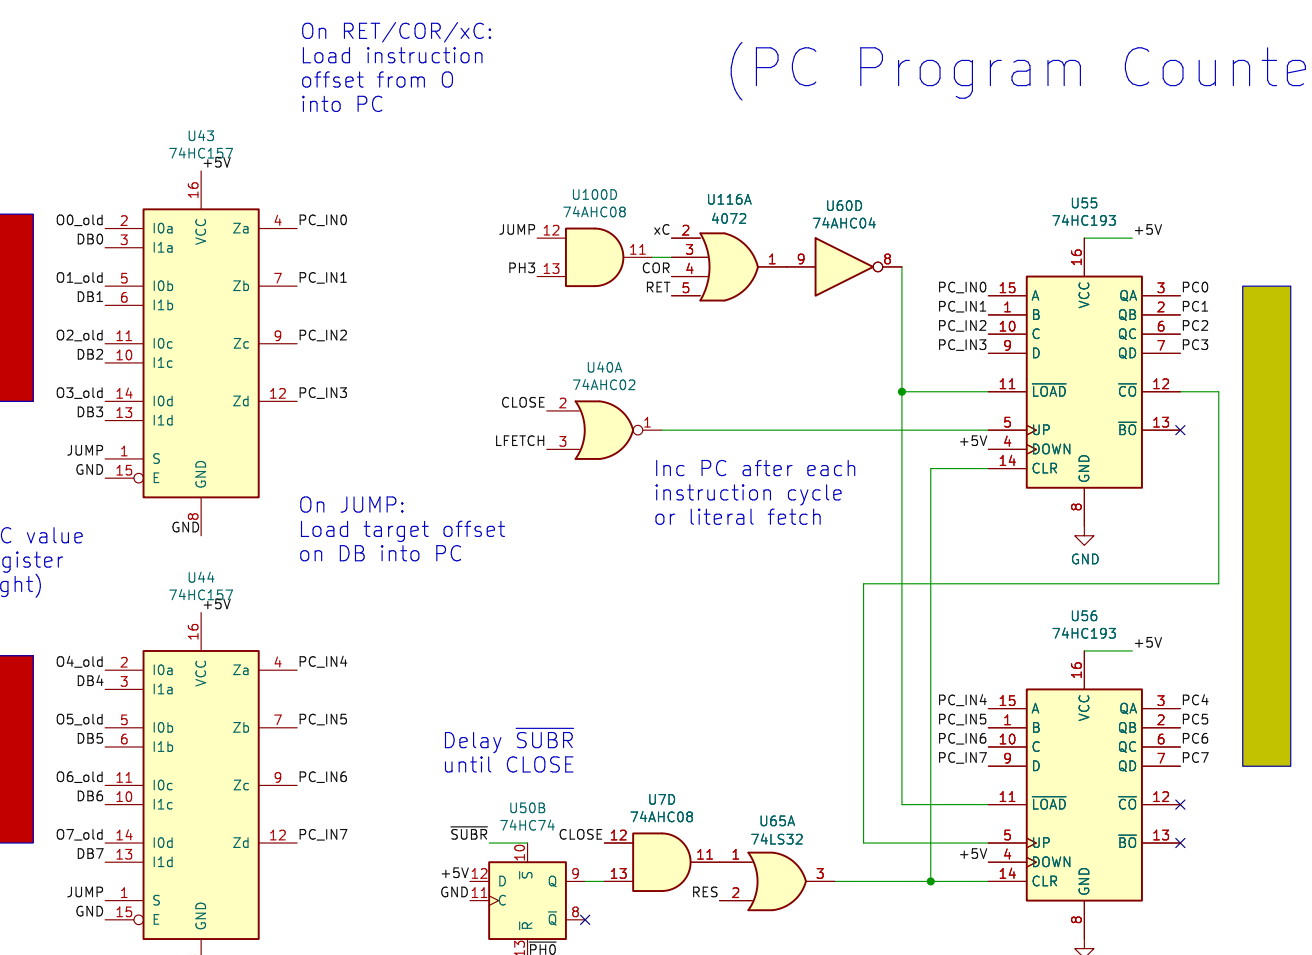 On RET/COR/xC:
Load instruction
offset from O
into PC
(PC Program Counte
U43
74HC157
+5V
16
VCC
O0_old 2 I0a Za 4 PC_IN0
DB0 3 I1a
O1_old 5 I0b Zb 7 PC_IN1
DB1 6 I1b
O2_old 11 I0c Zc 9 PC_IN2
DB2 10 I1c
O3_old 14 I0d Zd 12 PC_IN3
DB3 13 I1d
JUMP 1 S
GND 15 E
GND
8
GND
U100D
74AHC08
JUMP 12
11
PH3 13
U116A
4072
xC 2
3
COR 4
RET 5
1
U60D
74AHC04
9 8
U40A
74AHC02
CLOSE 2
1
LFETCH 3
Inc PC after each
instruction cycle
or literal fetch
U55
74HC193
+5V
16
VCC
PC_IN0 15 A QA 3 PC0
PC_IN1 1 B QB 2 PC1
PC_IN2 10 C QC 6 PC2
PC_IN3 9 D QD 7 PC3
11 LOAD CO 12
5 UP BO 13
+5V 4 DOWN
14 CLR
GND
8
GND
On JUMP:
Load target offset
on DB into PC
C value
gister
ght)
U44
74HC157
+5V
16
VCC
O4_old 2 I0a Za 4 PC_IN4
DB4 3 I1a
O5_old 5 I0b Zb 7 PC_IN5
DB5 6 I1b
O6_old 11 I0c Zc 9 PC_IN6
DB6 10 I1c
O7_old 14 I0d Zd 12 PC_IN7
DB7 13 I1d
JUMP 1 S
GND 15 E
GND
Delay SUBR
until CLOSE
U50B
74HC74
SUBR
10
+5V 12 D S Q 9
GND 11 C
R Q 8
13 PH0
U7D
74AHC08
CLOSE 12
11
13
U65A
74LS32
1
RES 2
3
U56
74HC193
+5V
16
VCC
PC_IN4 15 A QA 3 PC4
PC_IN5 1 B QB 2 PC5
PC_IN6 10 C QC 6 PC6
PC_IN7 9 D QD 7 PC7
11 LOAD CO 12
5 UP BO 13
+5V 4 DOWN
14 CLR
GND
8